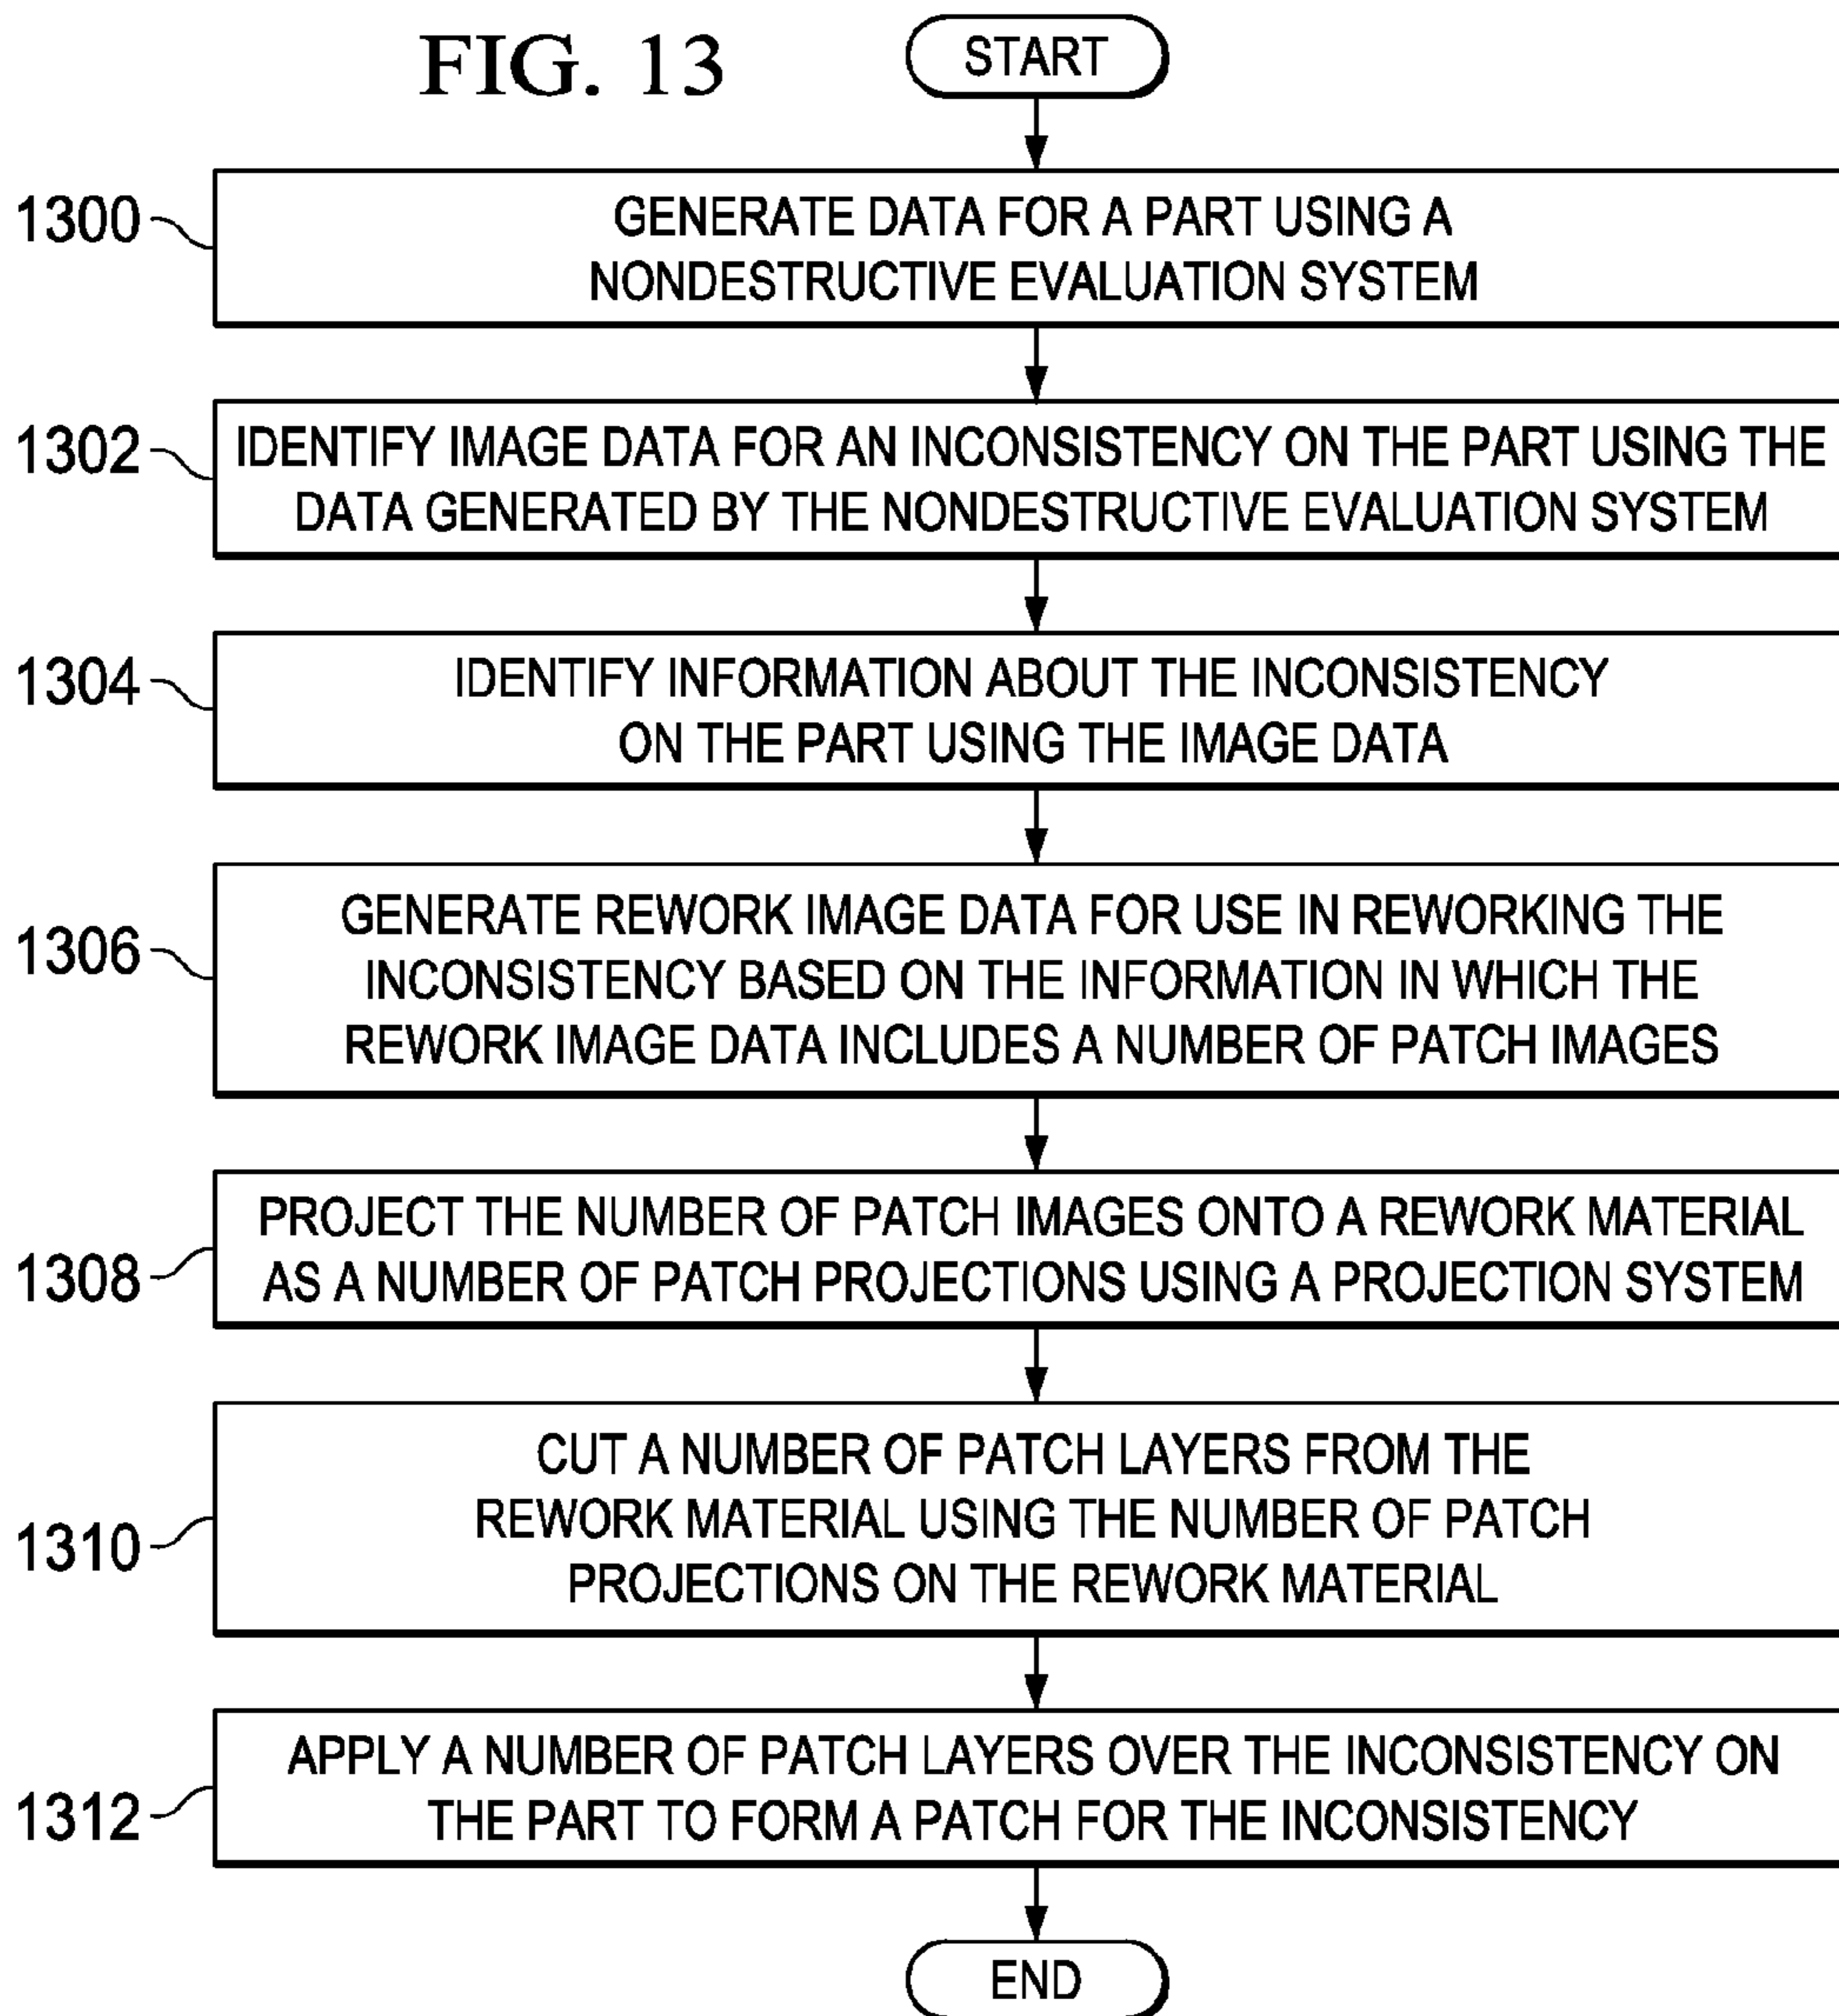 FIG. 13
START
1300
GENERATE DATA FOR A PART USING A
NONDESTRUCTIVE EVALUATION SYSTEM
1302
IDENTIFY IMAGE DATA FOR AN INCONSISTENCY ON THE PART USING THE
DATA GENERATED BY THE NONDESTRUCTIVE EVALUATION SYSTEM
1304
IDENTIFY INFORMATION ABOUT THE INCONSISTENCY
ON THE PART USING THE IMAGE DATA
1306
GENERATE REWORK IMAGE DATA FOR USE IN REWORKING THE
INCONSISTENCY BASED ON THE INFORMATION IN WHICH THE
REWORK IMAGE DATA INCLUDES A NUMBER OF PATCH IMAGES
1308
PROJECT THE NUMBER OF PATCH IMAGES ONTO A REWORK MATERIAL
AS A NUMBER OF PATCH PROJECTIONS USING A PROJECTION SYSTEM
1310
CUT A NUMBER OF PATCH LAYERS FROM THE
REWORK MATERIAL USING THE NUMBER OF PATCH
PROJECTIONS ON THE REWORK MATERIAL
1312
APPLY A NUMBER OF PATCH LAYERS OVER THE INCONSISTENCY ON
THE PART TO FORM A PATCH FOR THE INCONSISTENCY
END